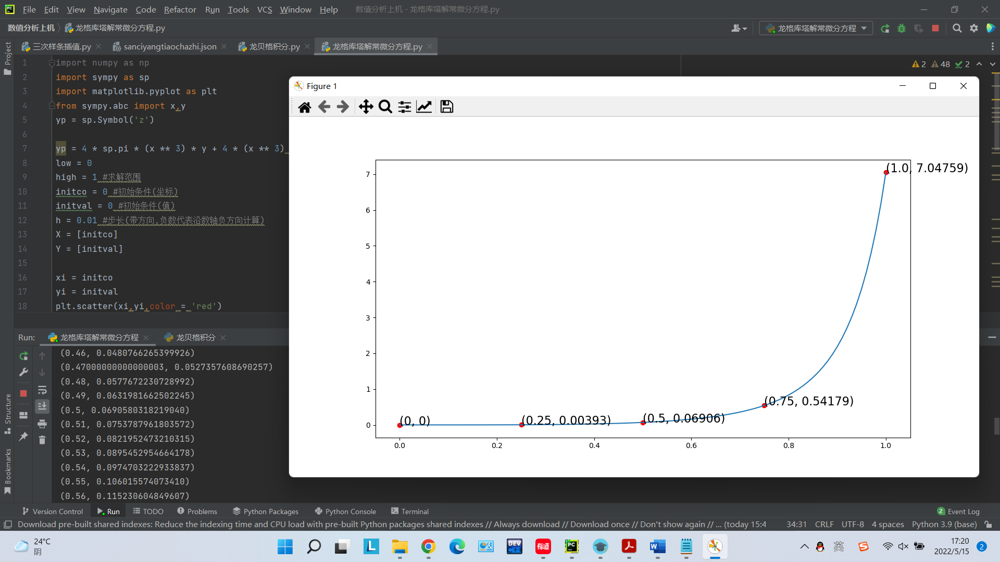 File Edit View Navigate Code Refactor Run Tools VCS Window Help 数值分析上机 - 龙格库塔解常微分方程.py
数值分析上机 龙格库塔解常微分方程.py
龙格库塔解常微分方程
三次样条插值.py sanciyangtiaochazhi.json 龙贝格积分.py 龙格库塔解常微分方程.py
Project
2 48 2
1 import numpy as np
2 import sympy as sp
3 import matplotlib.pyplot as plt
4 from sympy.abc import x,y
5 yp = sp.Symbol('z')
6
7 yp = 4 * sp.pi * (x ** 3) * y + 4 * (x ** 3)
8 low = 0
9 high = 1 #求解范围
10 initco = 0 #初始条件(坐标)
11 initval = 0 #初始条件(值)
12 h = 0.01 #步长(带方向,负数代表沿数轴负方向计算)
13 X = [initco]
14 Y = [initval]
15
16 xi = initco
17 yi = initval
18 plt.scatter(xi,yi,color = 'red')
Figure 1
7
6
5
4
3
2
1
0
0.0 0.2 0.4 0.6 0.8 1.0
(0, 0)
(0.25, 0.00393)
(0.5, 0.06906)
(0.75, 0.54179)
(1.0, 7.04759)
Run: 龙格库塔解常微分方程 龙贝格积分
(0.46, 0.0480766265399926)
(0.47000000000000003, 0.0527357608690257)
(0.48, 0.0577672230728992)
(0.49, 0.0631981662502245)
(0.5, 0.0690580318219040)
(0.51, 0.0753787961803572)
(0.52, 0.0821952473210315)
(0.53, 0.0895452954664178)
(0.54, 0.0974703222933837)
(0.55, 0.106015574073410)
(0.56, 0.115230604849607)
Structure
Bookmarks
Version Control Run TODO Problems Python Packages Python Console Terminal 2 Event Log
Download pre-built shared indexes: Reduce the indexing time and CPU load with pre-built Python packages shared indexes // Always download // Download once // Don't show again // ... (today 15:4 34:31 CRLF UTF-8 4 spaces Python 3.9 (base)
24°C
阴
L
DEV
C++
有道
PC
W
英
17:20
2022/5/15
2